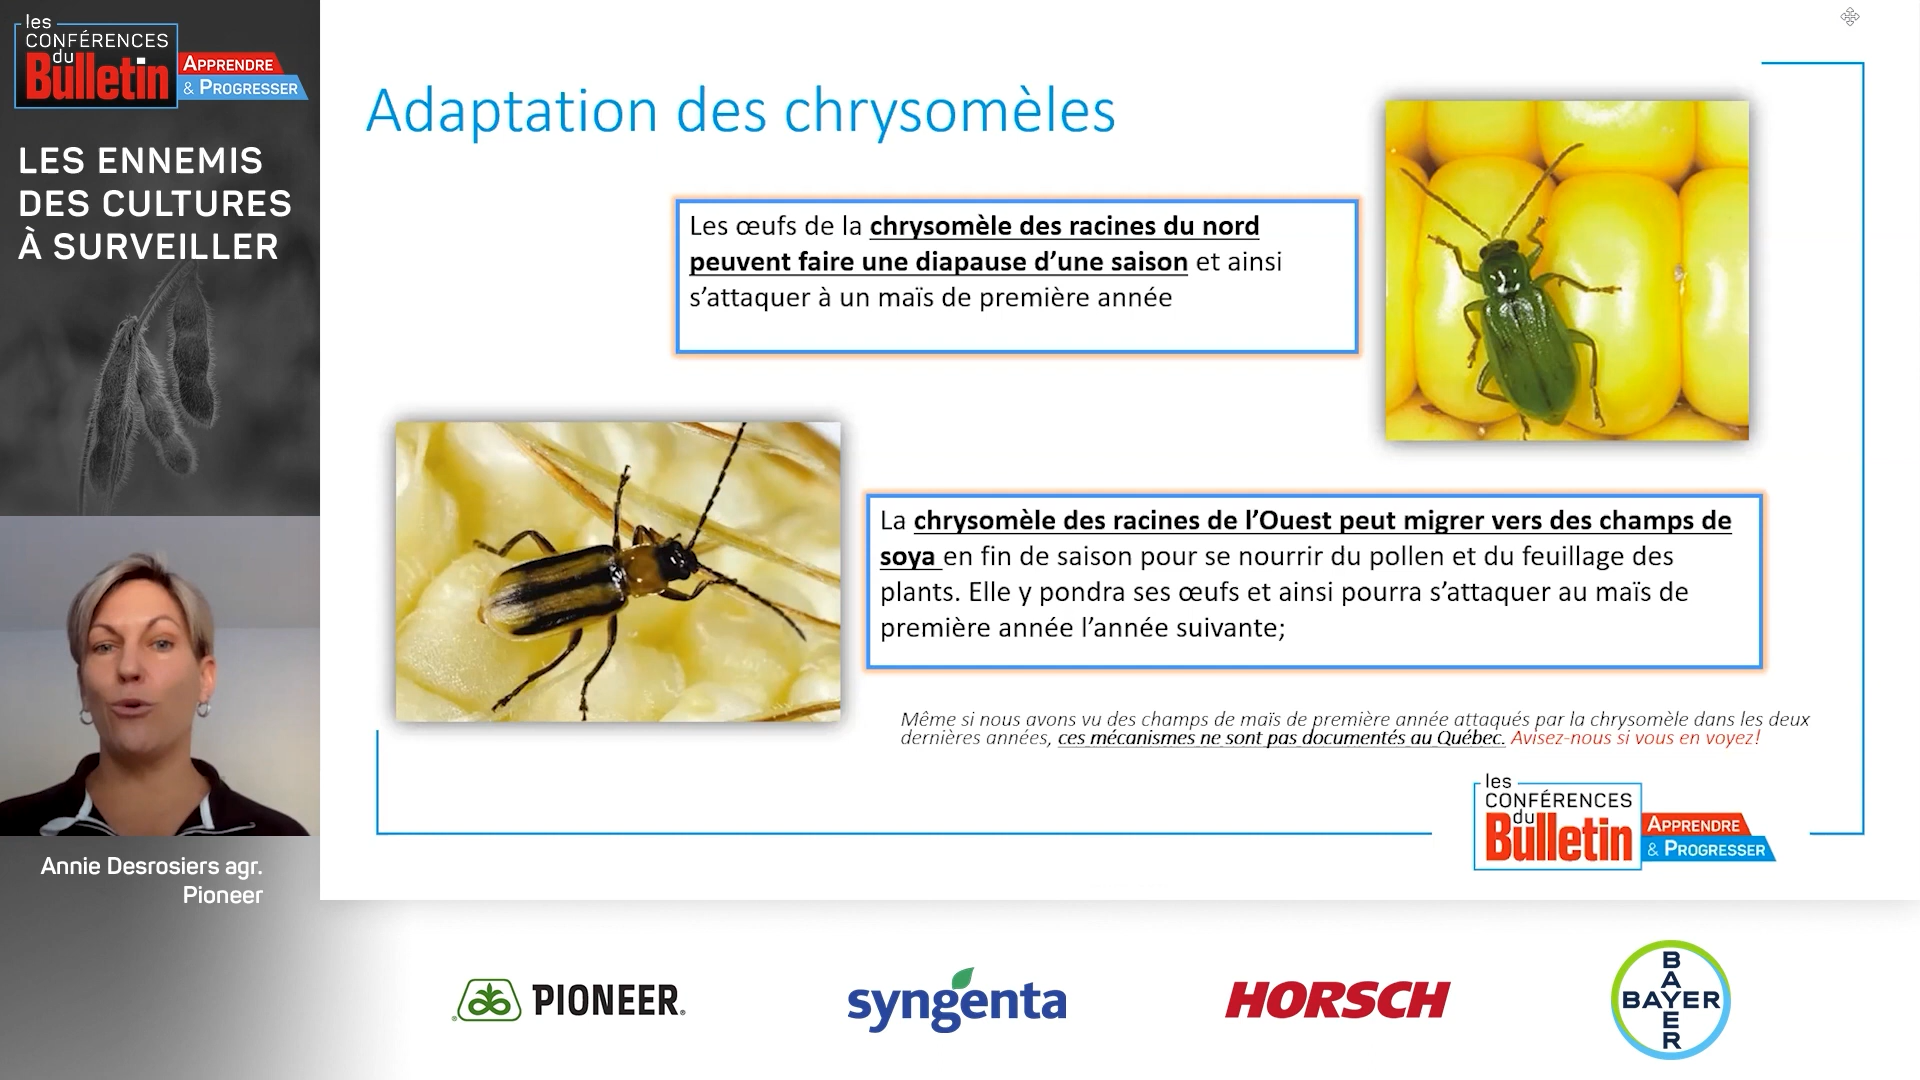 les
CONFÉRENCES
du
Bulletin
APPRENDRE
& PROGRESSER
LES ENNEMIS
DES CULTURES
À SURVEILLER
Annie Desrosiers agr.
Pioneer
Adaptation des chrysomèles
Les œufs de la chrysomèle des racines du nord
peuvent faire une diapause d’une saison et ainsi
s’attaquer à un maïs de première année
La chrysomèle des racines de l’Ouest peut migrer vers des champs de
soya en fin de saison pour se nourrir du pollen et du feuillage des
plants. Elle y pondra ses œufs et ainsi pourra s’attaquer au maïs de
première année l’année suivante;
Même si nous avons vu des champs de maïs de première année attaqués par la chrysomèle dans les deux
dernières années, ces mécanismes ne sont pas documentés au Québec. Avisez-nous si vous en voyez!
les
CONFÉRENCES
du
Bulletin
APPRENDRE
& PROGRESSER
PIONEER
syngenta
HORSCH
BAYER
BAYER